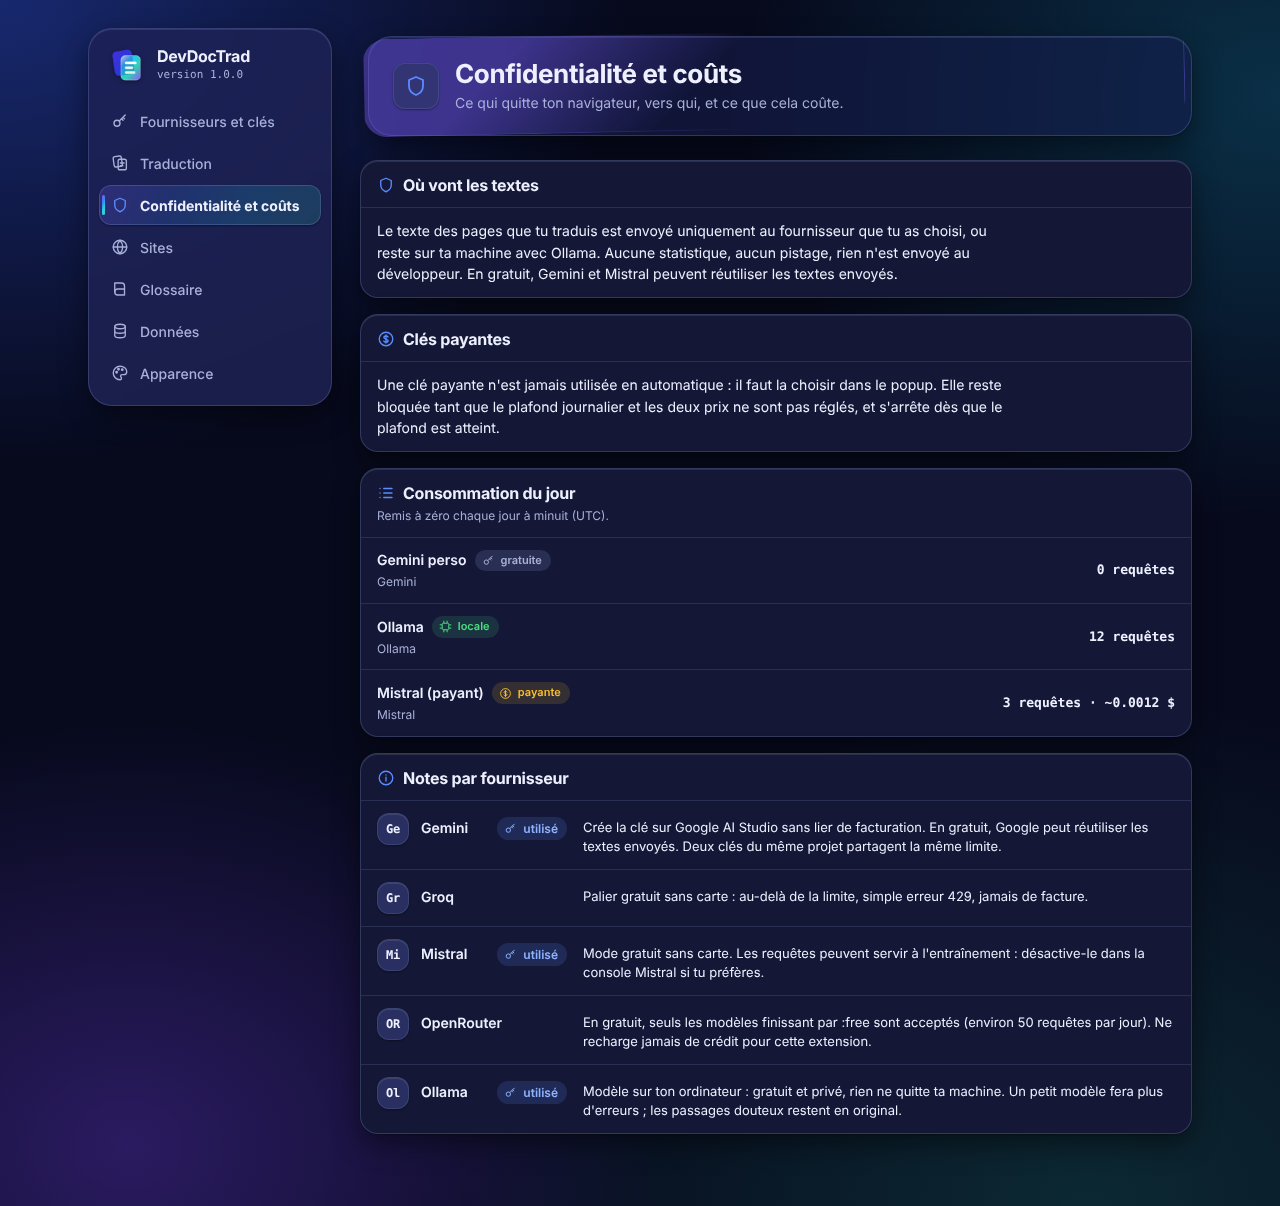 DevDocTrad
version 1.0.0
Fournisseurs et clés
Traduction
Confidentialité et coûts
Sites
Glossaire
Données
Apparence
Confidentialité et coûts
Ce qui quitte ton navigateur, vers qui, et ce que cela coûte.
Où vont les textes
Le texte des pages que tu traduis est envoyé uniquement au fournisseur que tu as choisi, ou
reste sur ta machine avec Ollama. Aucune statistique, aucun pistage, rien n'est envoyé au
développeur. En gratuit, Gemini et Mistral peuvent réutiliser les textes envoyés.
Clés payantes
Une clé payante n'est jamais utilisée en automatique : il faut la choisir dans le popup. Elle reste
bloquée tant que le plafond journalier et les deux prix ne sont pas réglés, et s'arrête dès que le
plafond est atteint.
Consommation du jour
Remis à zéro chaque jour à minuit (UTC).
Gemini perso gratuite
Gemini
0 requêtes
Ollama locale
Ollama
12 requêtes
Mistral (payant) payante
Mistral
3 requêtes · ~0.0012 $
Notes par fournisseur
Ge Gemini utilisé
Crée la clé sur Google AI Studio sans lier de facturation. En gratuit, Google peut réutiliser les
textes envoyés. Deux clés du même projet partagent la même limite.
Gr Groq
Palier gratuit sans carte : au-delà de la limite, simple erreur 429, jamais de facture.
Mi Mistral utilisé
Mode gratuit sans carte. Les requêtes peuvent servir à l'entraînement : désactive-le dans la
console Mistral si tu préfères.
OR OpenRouter
En gratuit, seuls les modèles finissant par :free sont acceptés (environ 50 requêtes par jour). Ne
recharge jamais de crédit pour cette extension.
Ol Ollama utilisé
Modèle sur ton ordinateur : gratuit et privé, rien ne quitte ta machine. Un petit modèle fera plus
d'erreurs ; les passages douteux restent en original.